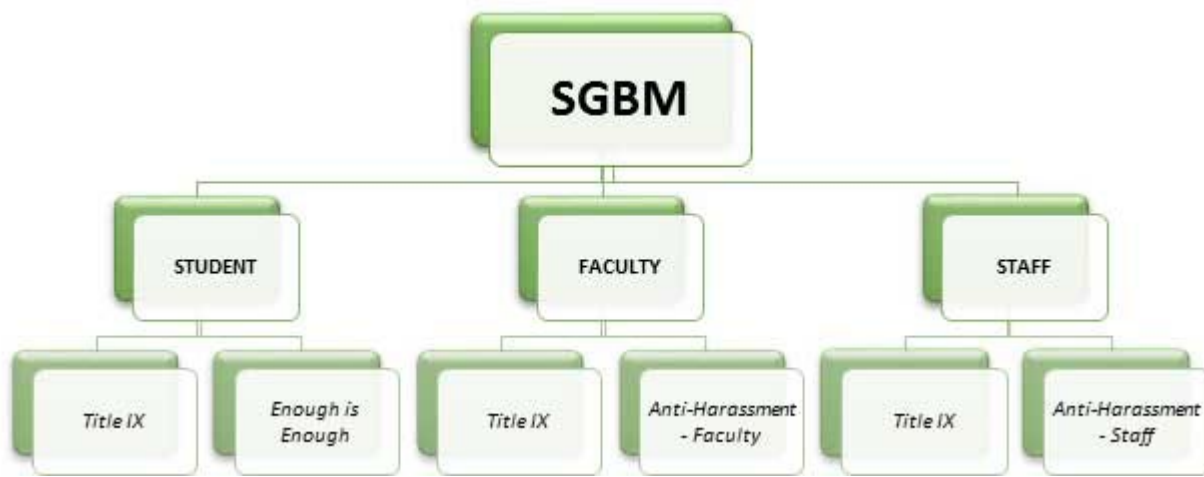 SGBM
STUDENT
FACULTY
STAFF
Title IX
Enough is
Enough
Title IX
Anti-Harassment
- Faculty
Title IX
Anti-Harassment
- Staff